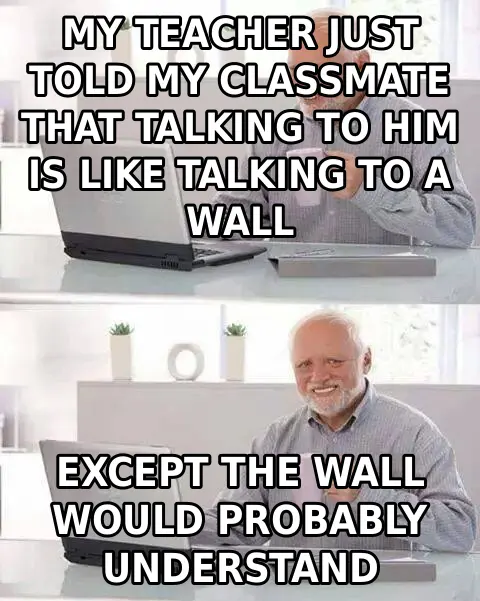 MY TEACHER JUST
TOLD MY CLASSMATE
THAT TALKING TO HIM
IS LIKE TALKING TO A
WALL
EXCEPT THE WALL
WOULD PROBABLY
UNDERSTAND